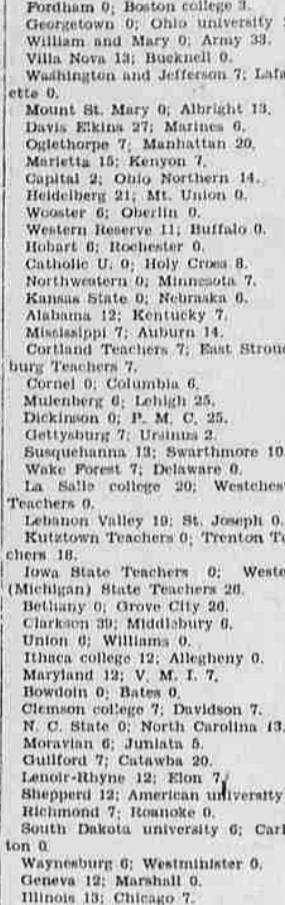 Fordham 0; Boston college 3.
Georgetown 0; Ohio university
William and Mary 0; Army 33.
Villa Nova 13; Bucknell 0.
Washington and Jefferson 7; Lafa
ette 0.
Mount St. Mary 0; Albright 13.
Davis Elkins 27; Marines 6.
Oglethorpe 7; Manhattan 20.
Marietta 15; Kenyon 7.
Capital 2; Ohio Northern 14.
Heidelberg 21; Mt. Union 0.
Wooster 6; Oberlin 0.
Western Reserve 11; Buffalo 0.
Hobart 6; Rochester 0.
Catholic U. 0; Holy Cross 8.
Northwestern 0; Minnesota 7.
Kansas State 0; Nebraska 6.
Alabama 12; Kentucky 7.
Mississippi 7; Auburn 14.
Cortland Teachers 7; East Stroud
burg Teachers 7.
Cornel 0; Columbia 6.
Mulenberg 6; Lehigh 25.
Dickinson 0; P. M. C. 25.
Gettysburg 7; Ursinus 2.
Susquehanna 13; Swarthmore 10.
Wake Forest 7; Delaware 0.
La Salle college 20; Westches
Teachers 0.
Lebanon Valley 19; St. Joseph 0.
Kutztown Teachers 0; Trenton Te
chers 18.
Iowa State Teachers 0; Weste
(Michigan) State Teachers 26.
Bethany 0; Grove City 26.
Clarkson 39; Middlebury 6.
Union 6; Williams 0.
Ithaca college 12; Allegheny 0.
Maryland 12; V. M. I. 7.
Bowdoin 0; Bates 0.
Clemson college 7; Davidson 7.
N. C. State 0; North Carolina 13.
Moravian 6; Juniata 5.
Guilford 7; Catawba 20.
Lenoir-Rhyne 12; Elon 7.
Shepperd 12; American university
Richmond 7; Roanoke 0.
South Dakota university 6; Carl
ton 0
Waynesburg 6; Westminister 0.
Geneva 12; Marshall 0.
Illinois 13; Chicago 7.